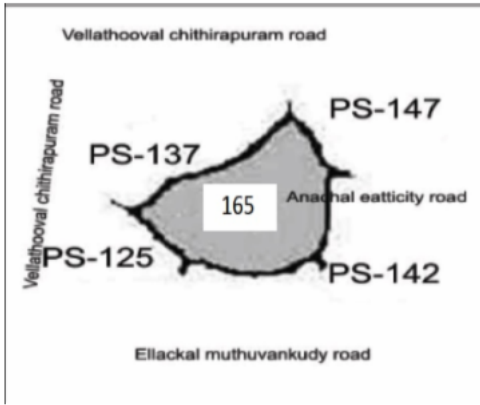 Vellathooval chithirapuram road
PS-147
PS-137
Vellathooval chithirapuram road
165
Anachal eatticity road
PS-125
PS-142
Ellackal muthuvankudy road